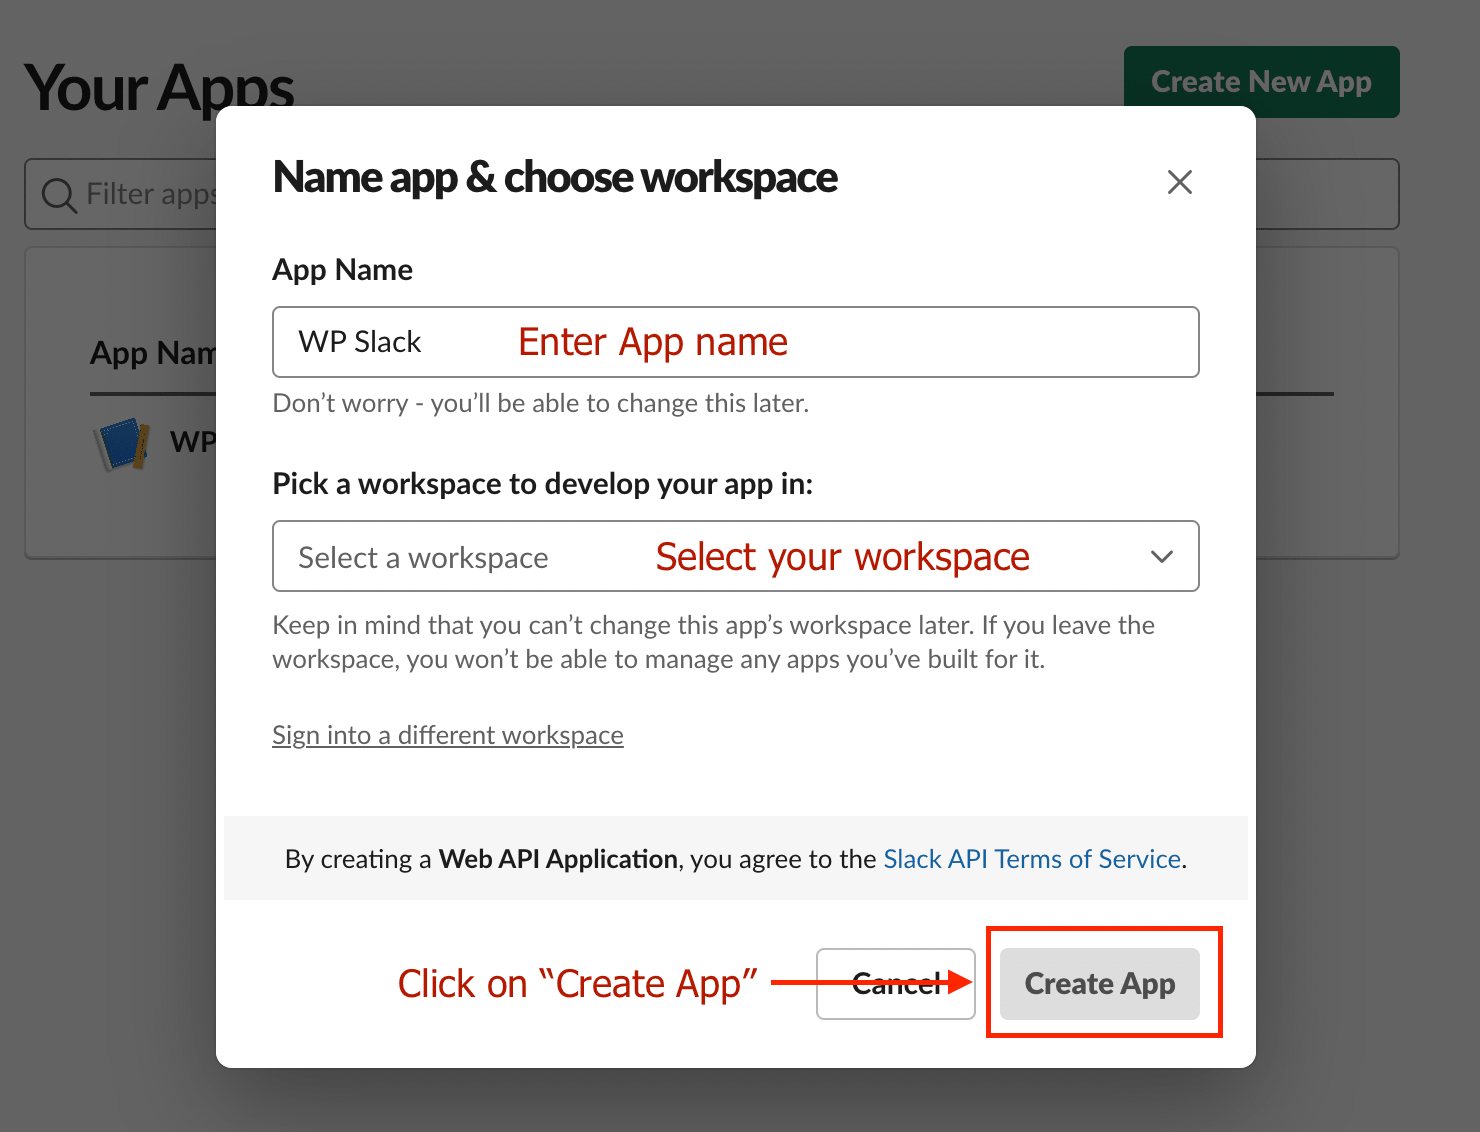 Your Apps
Create New App
Filter apps
Name app & choose workspace
App Name
WP Slack Enter App name
Don't worry - you'll be able to change this later.
App Nam
WP
Pick a workspace to develop your app in:
Select a workspace Select your workspace
Keep in mind that you can't change this app's workspace later. If you leave the
workspace, you won't be able to manage any apps you've built for it.
Sign into a different workspace
By creating a Web API Application, you agree to the Slack API Terms of Service.
Click on “Create App” Cancel Create App